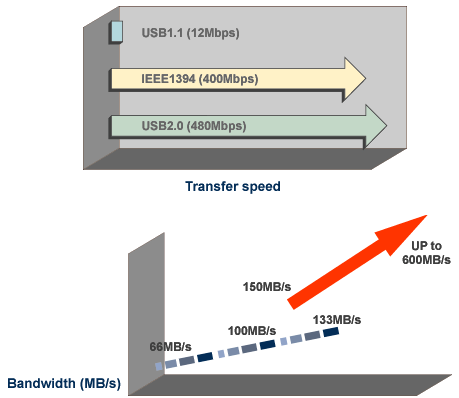 USB1.1 (12Mbps)
IEEE1394 (400Mbps)
USB2.0 (480Mbps)
Transfer speed
UP to
600MB/s
150MB/s
133MB/s
100MB/s
66MB/s
Bandwidth (MB/s)